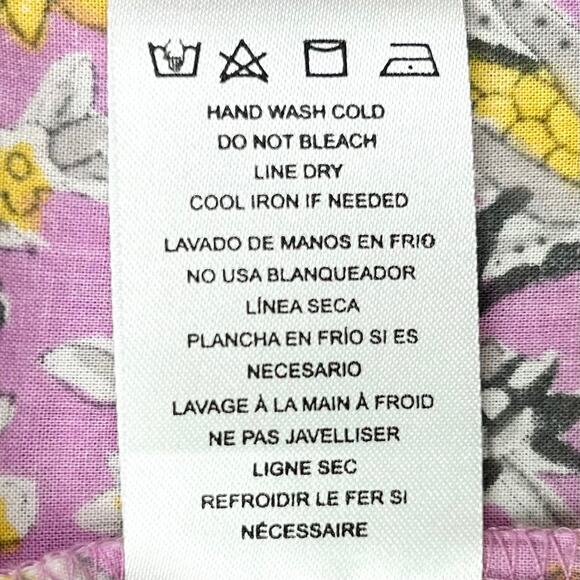 HAND WASH COLD
DO NOT BLEACH
LINE DRY
COOL IRON IF NEEDED
LAVADO DE MANOS EN FRIO
NO USA BLANQUEADOR
LÍNEA SECA
PLANCHA EN FRÍO SI ES
NECESARIO
LAVAGE À LA MAIN À FROID
NE PAS JAVELLISER
LIGNE SEC
REFROIDIR LE FER SI
NÉCESSAIRE